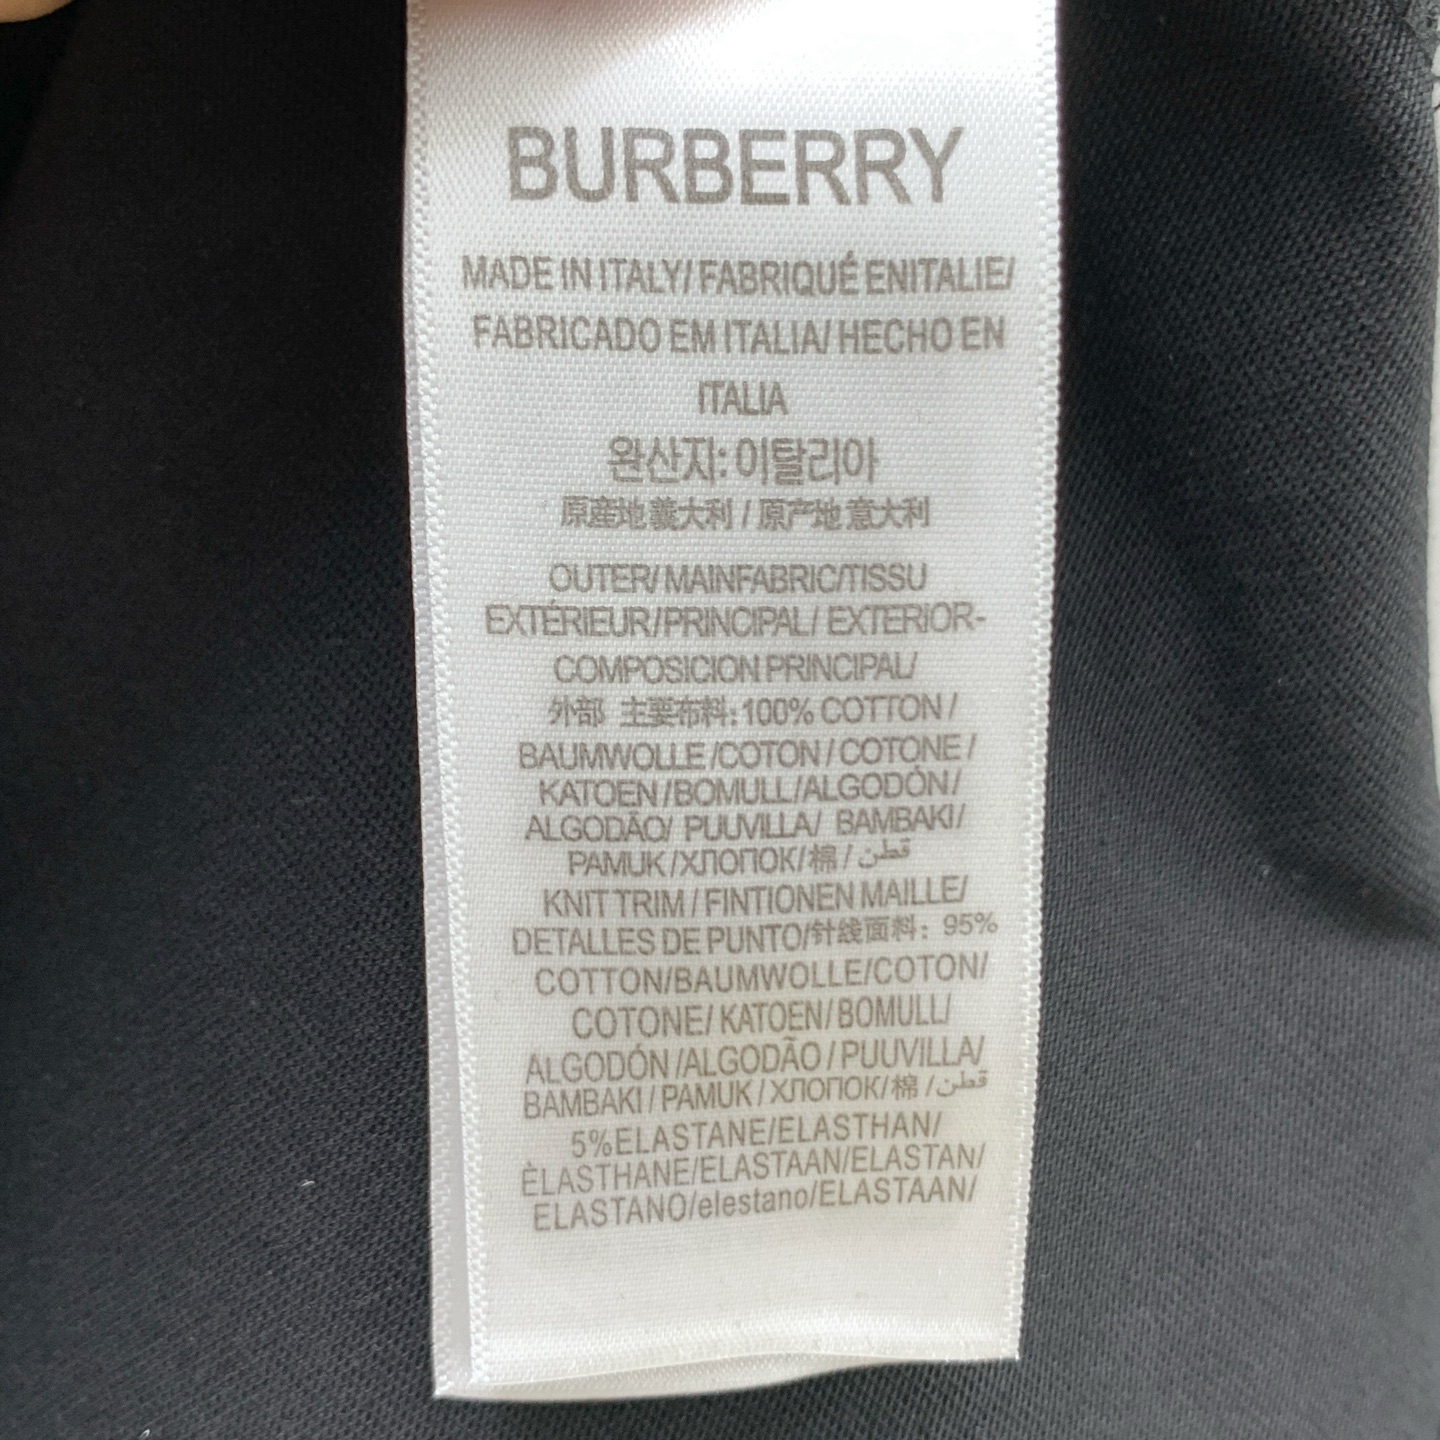 BURBERRY
MADE IN ITALY/ FABRIQUÉ ENITALIE/
FABRICADO EM ITALIA/ HECHO EN
ITALIA
완산지: 이탈리아
原産地義大利 / 原产地意大利
OUTER/ MAINFABRIC/TISSU
EXTÉRIEUR/PRINCIPAL/ EXTERIOR-
COMPOSICION PRINCIPAL/
外部 主要布料: 100% COTTON /
BAUMWOLLE /COTON / COTONE /
KATOEN /BOMULL/ALGODÓN/
ALGODÃO/ PUUVILLA/ BAMBAKI/
PAMUK /ХЛОПОК/棉 / قطن
KNIT TRIM / FINTIONEN MAILLE/
DETALLES DE PUNTO/针线面料: 95%
COTTON/BAUMWOLLE/COTON/
COTONE/ KATOEN/ BOMULL/
ALGODÓN /ALGODÃO / PUUVILLA/
BAMBAKI / PAMUK / ХЛОПОК/棉 /قطن
5%ELASTANE/ELASTHAN/
ÈLASTHANE/ELASTAAN/ELASTAN/
ELASTANO/elestano/ELASTAAN/